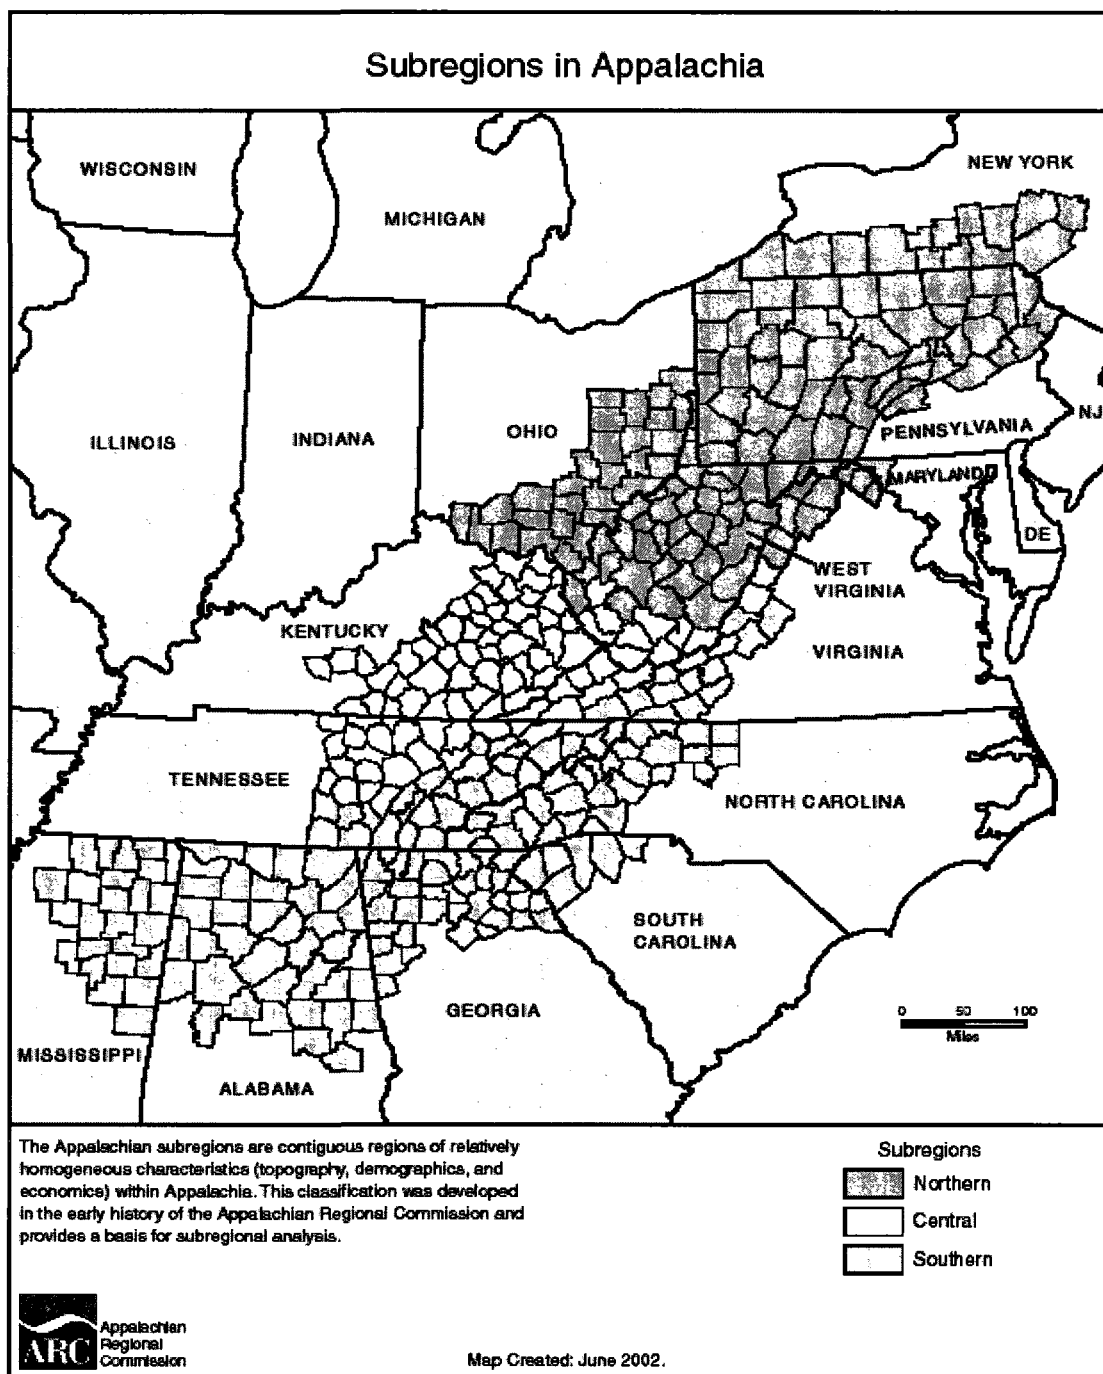 Subregions in Appalachia
WISCONSIN
MICHIGAN
NEW YORK
ILLINOIS
INDIANA
OHIO
PENNSYLVANIA
NJ
MARYLAND
DE
WEST
VIRGINIA
KENTUCKY
VIRGINIA
TENNESSEE
NORTH CAROLINA
SOUTH
CAROLINA
GEORGIA
MISSISSIPPI
ALABAMA
0 50 100
Miles
The Appalachian subregions are contiguous regions of relatively
homogeneous characteristics (topography, demographics, and
economics) within Appalachia. This classification was developed
in the early history of the Appalachian Regional Commission and
provides a basis for subregional analysis.
Subregions
Northern
Central
Southern
ARC
Appalachian
Regional
Commission
Map Created: June 2002.